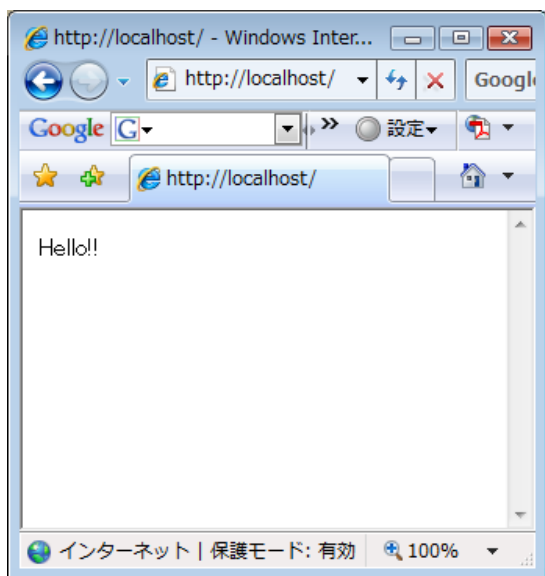 http://localhost/ - Windows Inter...
http://localhost/
Googl
Google G
設定
http://localhost/
Hello!!
インターネット | 保護モード: 有効 100%